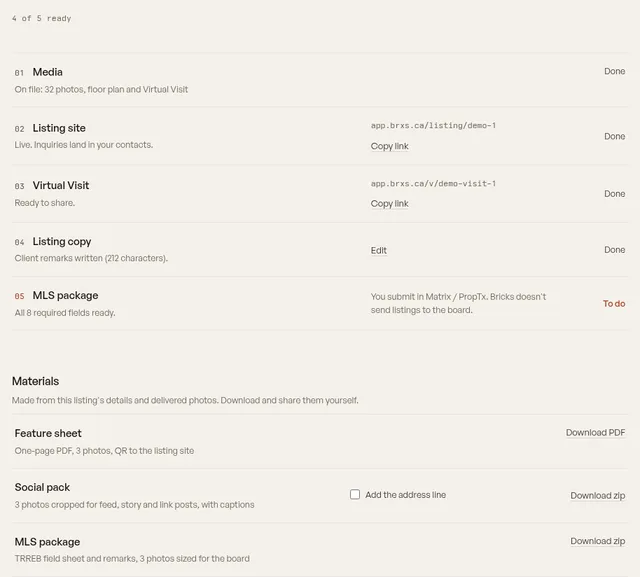 4 of 5 ready
01 Media
Done
On file: 32 photos, floor plan and Virtual Visit
02 Listing site
Live. Inquiries land in your contacts.
app.brxs.ca/listing/demo-1
Copy link
Done
03 Virtual Visit
Ready to share.
app.brxs.ca/v/demo-visit-1
Copy link
Done
04 Listing copy
Client remarks written (212 characters).
Edit
Done
05 MLS package
All 8 required fields ready.
You submit in Matrix / PropTx. Bricks doesn't
send listings to the board.
To do
Materials
Made from this listing's details and delivered photos. Download and share them yourself.
Feature sheet
One-page PDF, 3 photos, QR to the listing site
Download PDF
Social pack
3 photos cropped for feed, story and link posts, with captions
Add the address line
Download zip
MLS package
TRREB field sheet and remarks, 3 photos sized for the board
Download zip